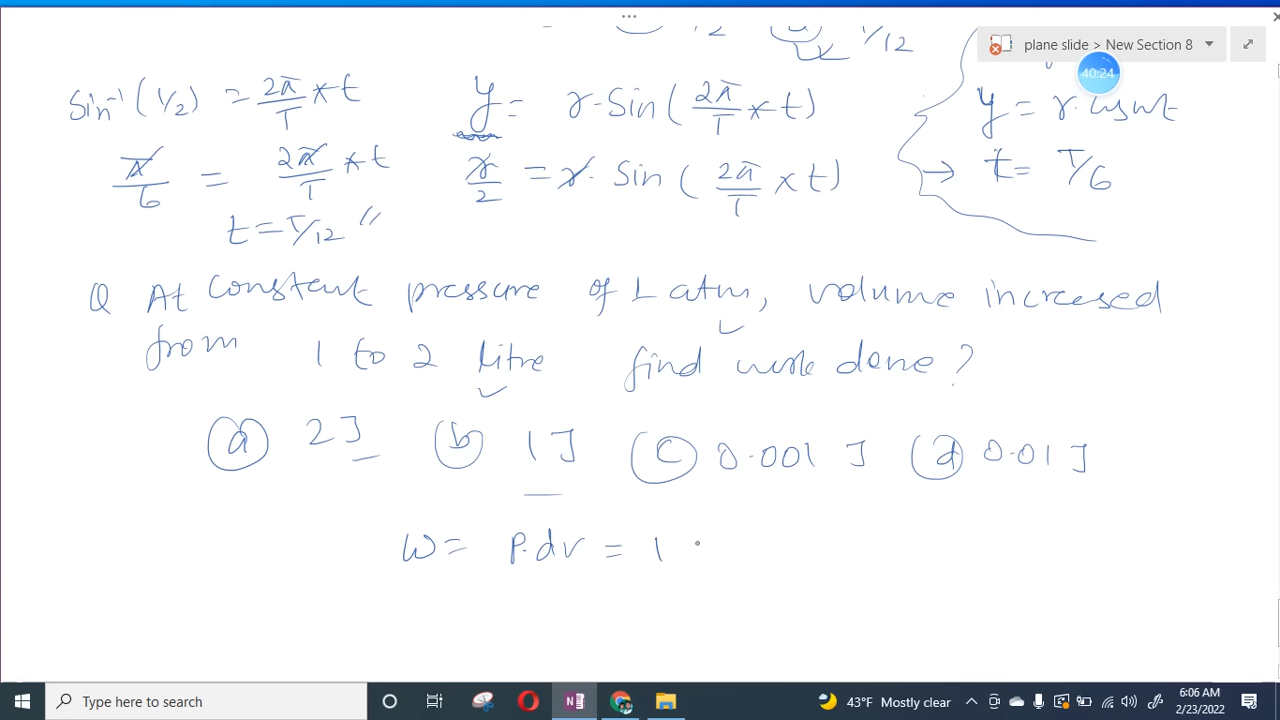 plane slide > New Section 8
40:24
Sin⁻¹(1/2) = 2π/T * t
y = r·Sin(2π/T * t)
y = r·
π/6 = 2π/T * t
r/2 = r· Sin(2π/T × t)
→ t = T/6
t = T/12 //
Q At constant pressure of 1 atm, volume increased
from 1 to 2 litre find work done?
(a) 2J (b) 1J (c) 0.001 J (d) 0.01J
W = P.dv = 1
Type here to search
43°F Mostly clear
6:06 AM
2/23/2022